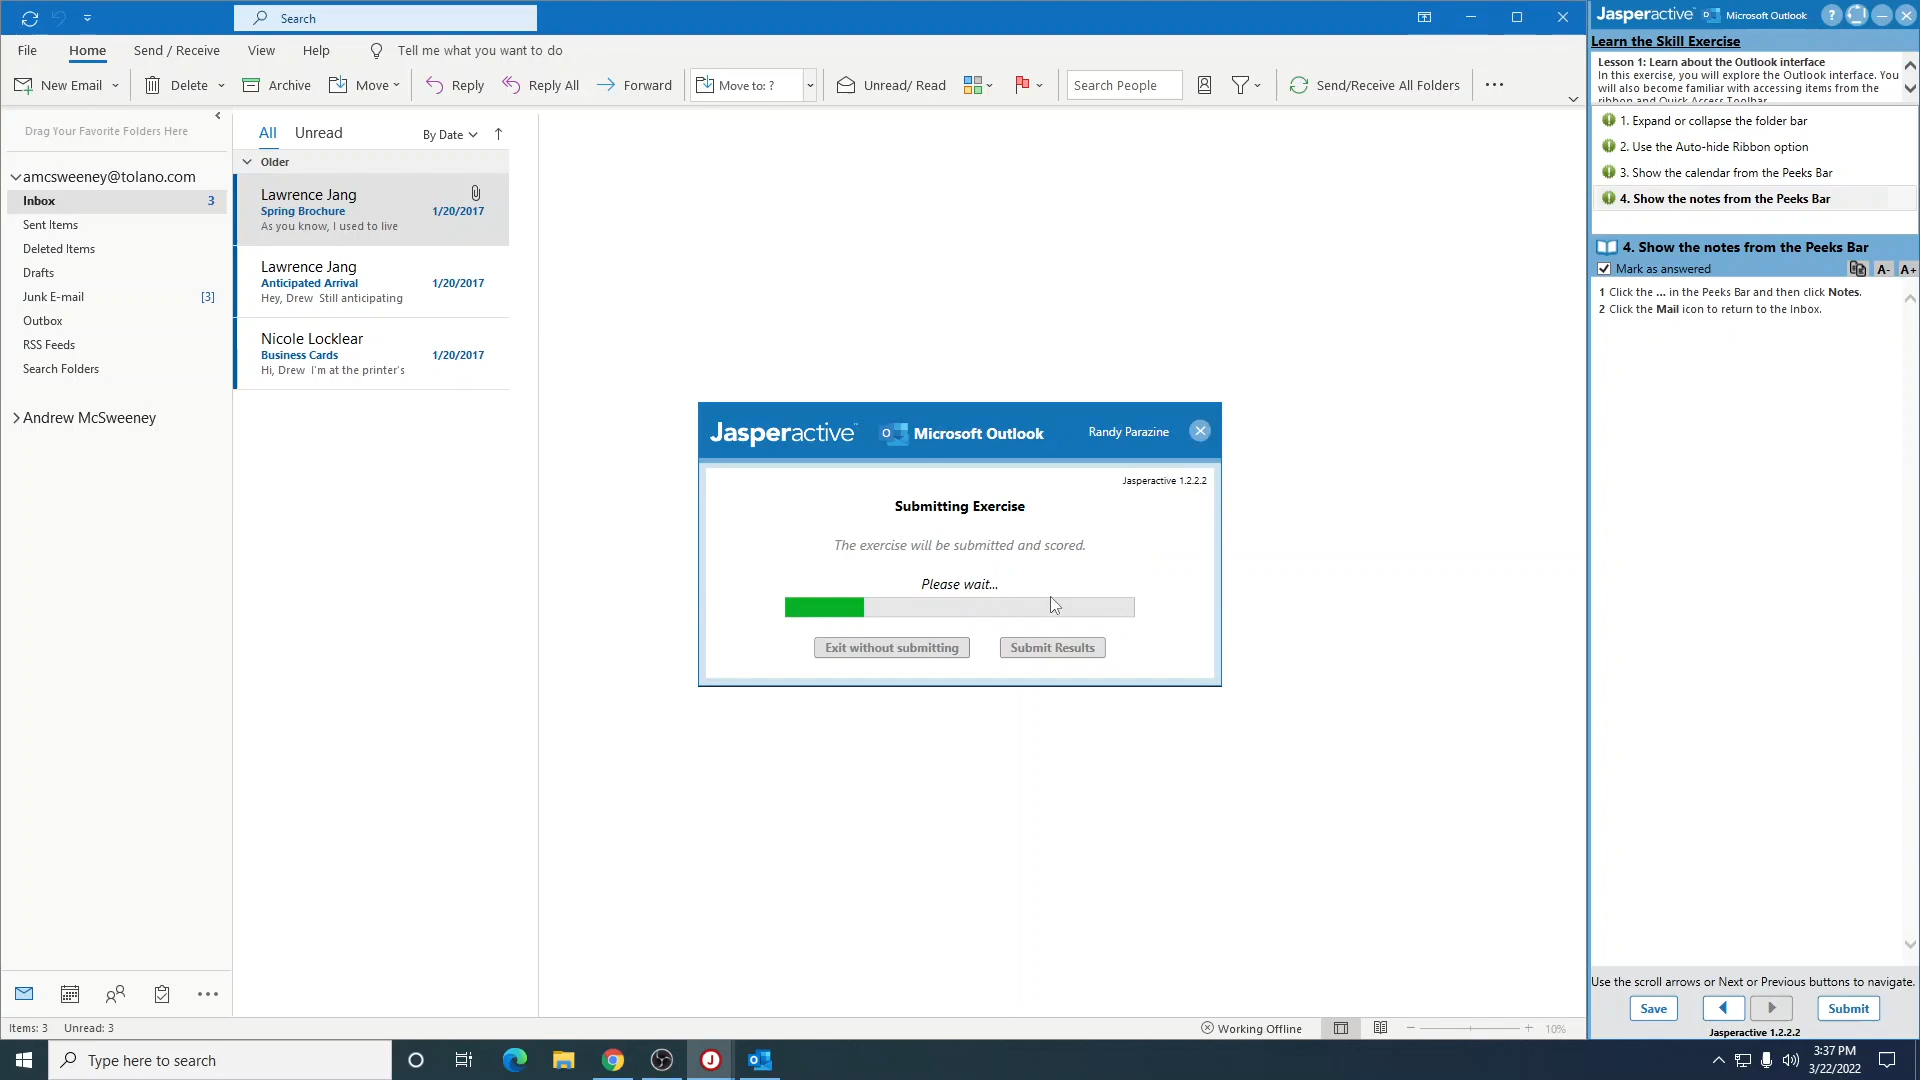 Search
File
Home
Send / Receive
View
Help
Tell me what you want to do
New Email
Delete
Archive
Move
Reply
Reply All
Forward
Move to: ?
Unread/ Read
Search People
Send/Receive All Folders
Drag Your Favorite Folders Here
amcsweeney@tolano.com
Inbox 3
Sent Items
Deleted Items
Drafts
Junk E-mail [3]
Outbox
RSS Feeds
Search Folders
Andrew McSweeney
All
Unread
By Date
Older
Lawrence Jang
Spring Brochure 1/20/2017
As you know, I used to live
Lawrence Jang
Anticipated Arrival 1/20/2017
Hey, Drew Still anticipating
Nicole Locklear
Business Cards 1/20/2017
Hi, Drew I'm at the printer's
Jasperactive
Microsoft Outlook
Randy Parazine
Jasperactive 1.2.2.2
Submitting Exercise
The exercise will be submitted and scored.
Please wait...
Exit without submitting
Submit Results
Jasperactive
Microsoft Outlook
Learn the Skill Exercise
Lesson 1: Learn about the Outlook interface
In this exercise, you will explore the Outlook interface. You
will also become familiar with accessing items from the
ribbon and Quick Access Toolbar.
1. Expand or collapse the folder bar
2. Use the Auto-hide Ribbon option
3. Show the calendar from the Peeks Bar
4. Show the notes from the Peeks Bar
4. Show the notes from the Peeks Bar
Mark as answered
A- A+
1 Click the ... in the Peeks Bar and then click Notes.
2 Click the Mail icon to return to the Inbox.
Use the scroll arrows or Next or Previous buttons to navigate.
Save
Submit
Jasperactive 1.2.2.2
Items: 3 Unread: 3
Working Offline
10%
Type here to search
3:37 PM
3/22/2022